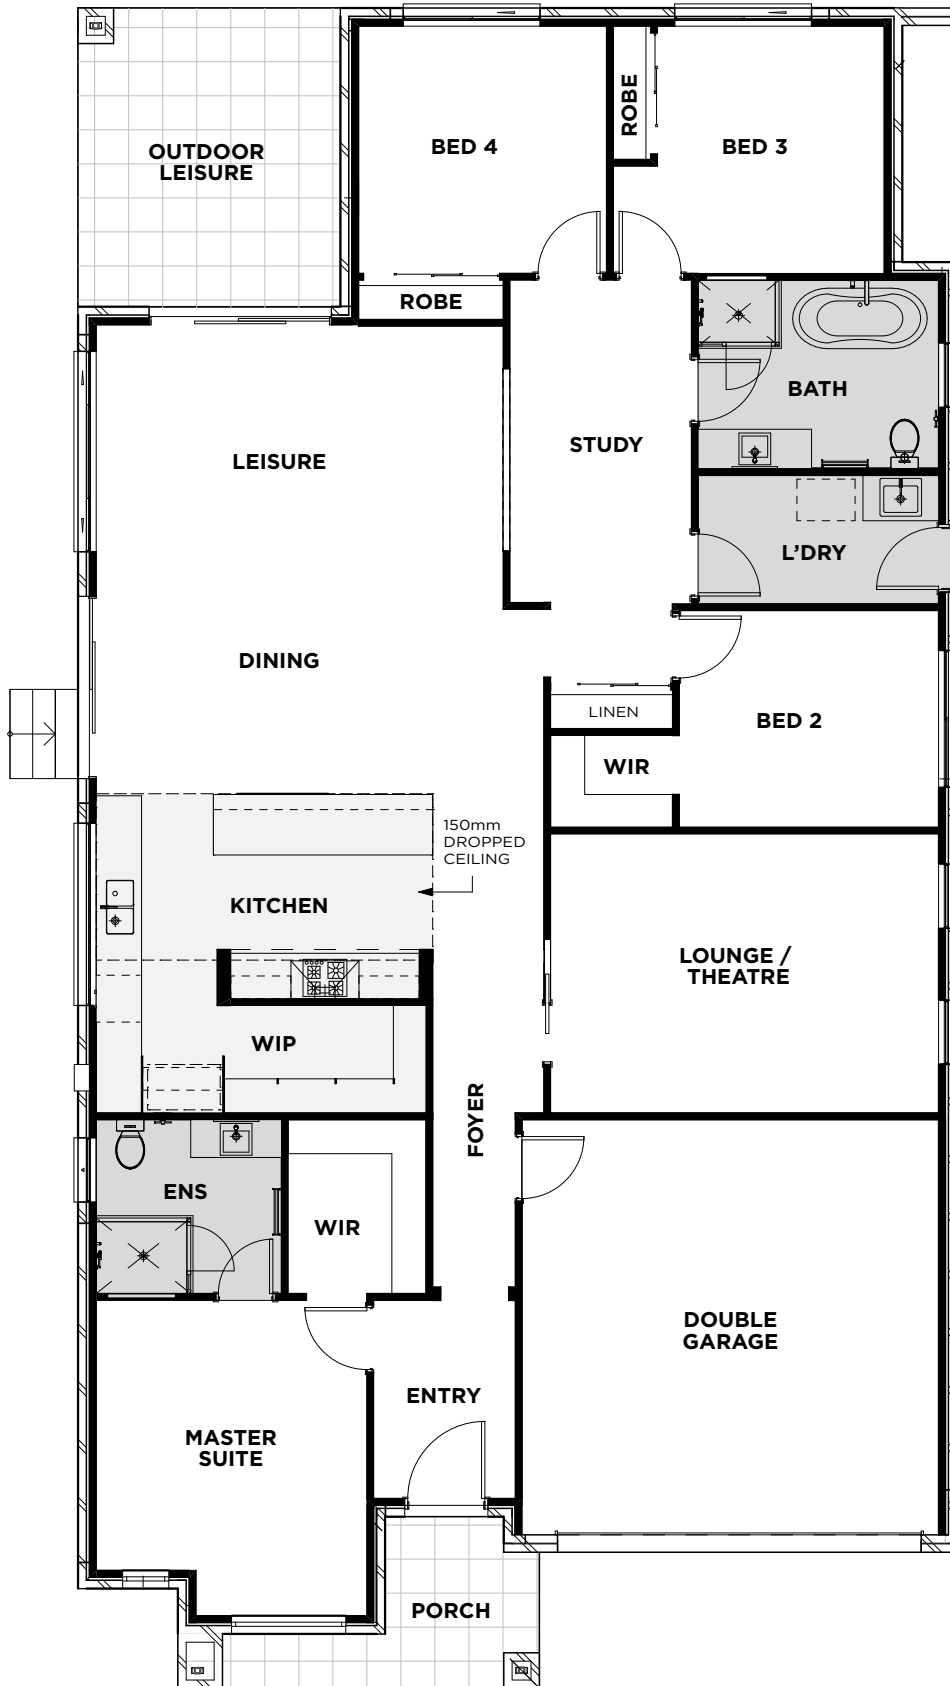 OUTDOOR
LEISURE
BED 4
ROBE
BED 3
ROBE
BATH
LEISURE
STUDY
L'DRY
DINING
LINEN
BED 2
WIR
150mm
DROPPED
CEILING
KITCHEN
LOUNGE /
THEATRE
WIP
FOYER
ENS
WIR
DOUBLE
GARAGE
ENTRY
MASTER
SUITE
PORCH